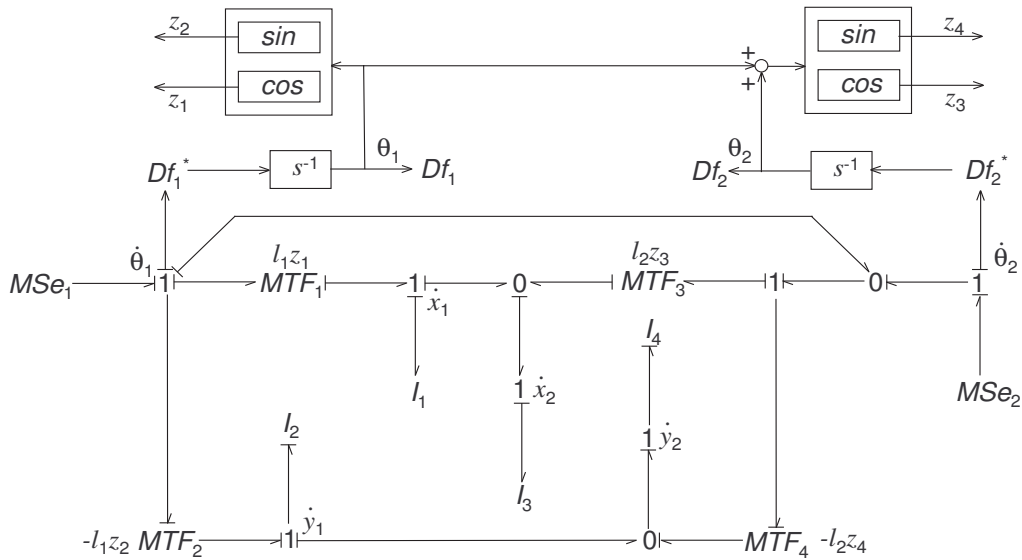 z₂ sin sin z₄
+
z₁ cos + cos z₃
θ₁ θ₂
Df₁* s⁻¹ Df₁ Df₂ s⁻¹ Df₂*
θ̇₁ l₁z₁ l₂z₃ θ̇₂
MSe₁ 1 MTF₁ 1 0 MTF₃ 1 0 1
ẋ₁
I₄
I₁ 1 ẋ₂ MSe₂
I₂ 1 ẏ₂
I₃
ẏ₁
-l₁z₂ MTF₂ 1 0 MTF₄ -l₂z₄